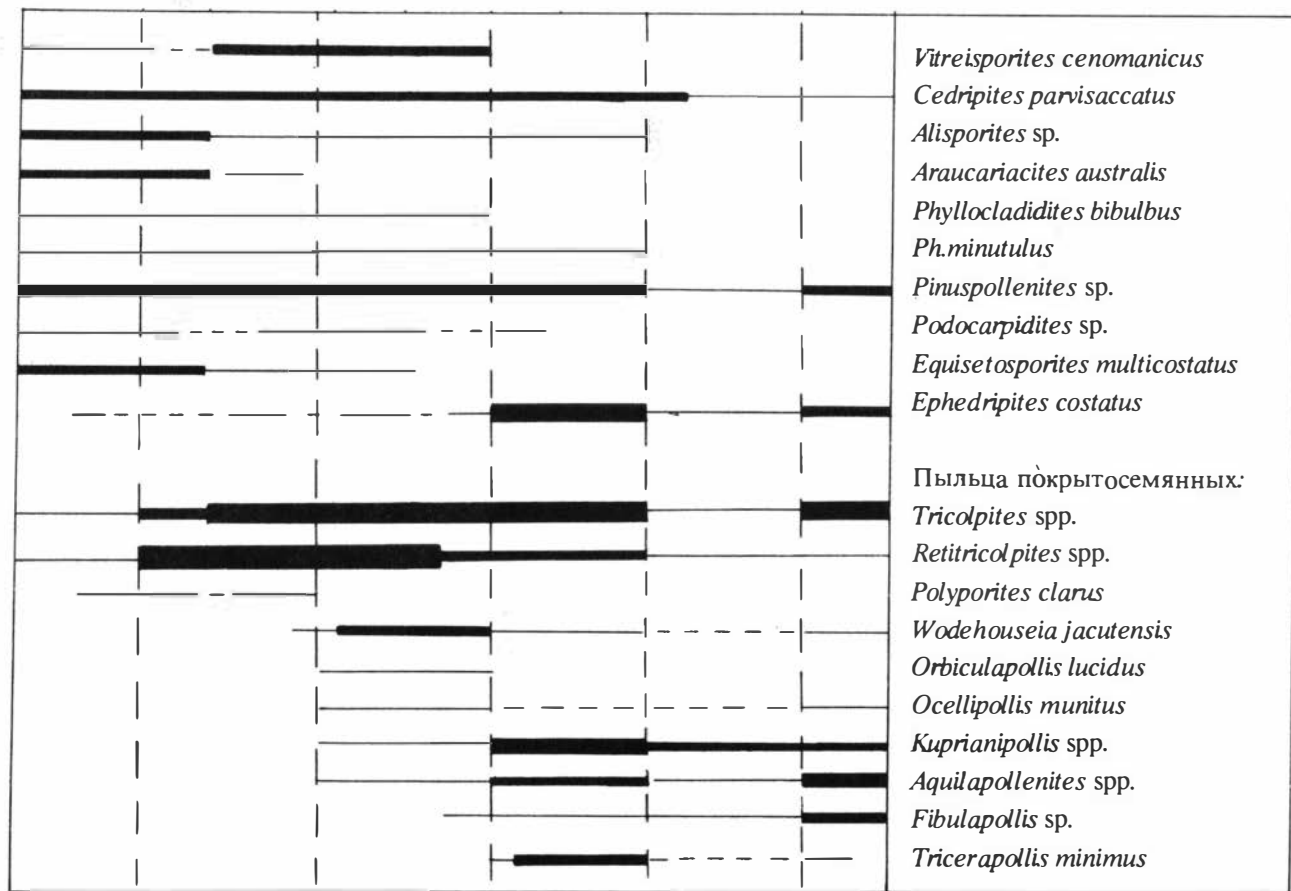 Vitreisporites cenomanicus
Cedripites parvisaccatus
Alisporites sp.
Araucariacites australis
Phyllocladidites bibulbus
Ph.minutulus
Pinuspollenites sp.
Podocarpidites sp.
Equisetosporites multicostatus
Ephedripites costatus
Пыльца покрытосемянных:
Tricolpites spp.
Retitricolpites spp.
Polyporites clarus
Wodehouseia jacutensis
Orbiculapollis lucidus
Ocellipollis munitus
Kuprianipollis spp.
Aquilapollenites spp.
Fibulapollis sp.
Tricerapollis minimus